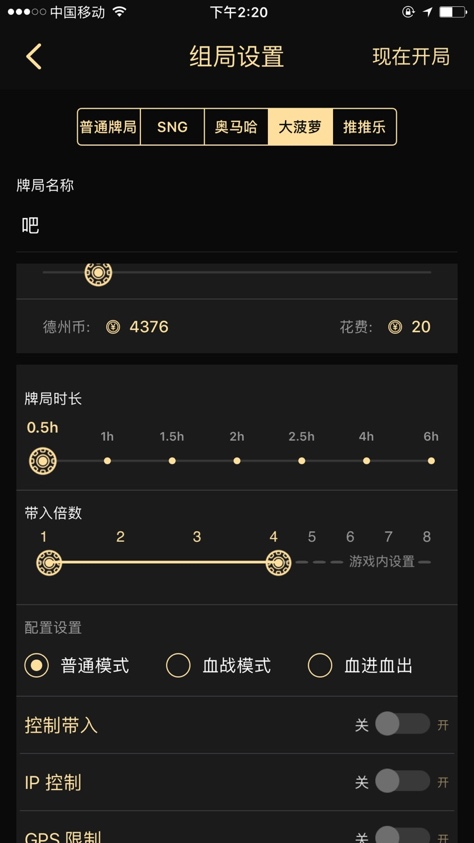 中国移动 下午2:20
组局设置 现在开局
普通牌局 SNG 奥马哈 大菠萝 推推乐
牌局名称
吧
德州币: 4376 花费: 20
牌局时长
0.5h 1h 1.5h 2h 2.5h 4h 6h
带入倍数
1 2 3 4 5 6 7 8
游戏内设置
配置设置
普通模式 血战模式 血进血出
控制带入 关 开
IP 控制 关 开
GPS 限制 关 开